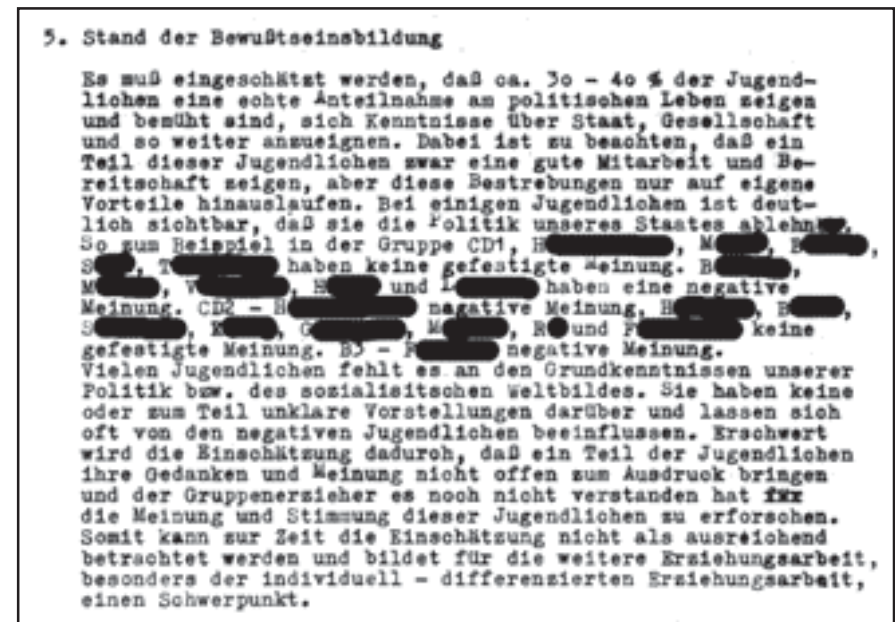 5. Stand der Bewußtseinsbildung
Es muß eingeschätzt werden, daß ca. 3o - 4o % der Jugend-
lichen eine echte Anteilnahme am politischen Leben zeigen
und bemüht sind, sich Kenntnisse über Staat, Gesellschaft
und so weiter anzueignen. Dabei ist zu beachten, daß ein
Teil dieser Jugendlichen zwar eine gute Mitarbeit und Be-
reitschaft zeigen, aber diese Bestrebungen nur auf eigene
Vorteile hinauslaufen. Bei einigen Jugendlichen ist deut-
lich sichtbar, daß sie die Politik unseres Staates ablehn
So zum Beispiel in der Gruppe CD1, H, M, B,
S, T haben keine gefestigte Meinung. B,
M, V, H und L haben eine negative
Meinung. CD2 - H negative Meinung, H, B,
S, K, G, M, R und F keine
gefestigte Meinung. B3 - R negative Meinung.
Vielen Jugendlichen fehlt es an den Grundkenntnissen unserer
Politik bzw. des sozialisitschen Weltbildes. Sie haben keine
oder zum Teil unklare Vorstellungen darüber und lassen sich
oft von den negativen Jugendlichen beeinflussen. Erschwert
wird die Einschätzung dadurch, daß ein Teil der Jugendlichen
ihre Gedanken und Meinung nicht offen zum Ausdruck bringen
und der Gruppenerzieher es noch nicht verstanden hat
die Meinung und Stimmung dieser Jugendlichen zu erforschen.
Somit kann zur Zeit die Einschätzung nicht als ausreichend
betrachtet werden und bildet für die weitere Erziehungsarbeit,
besonders der individuell - differenzierten Erziehungsarbeit,
einen Schwerpunkt.